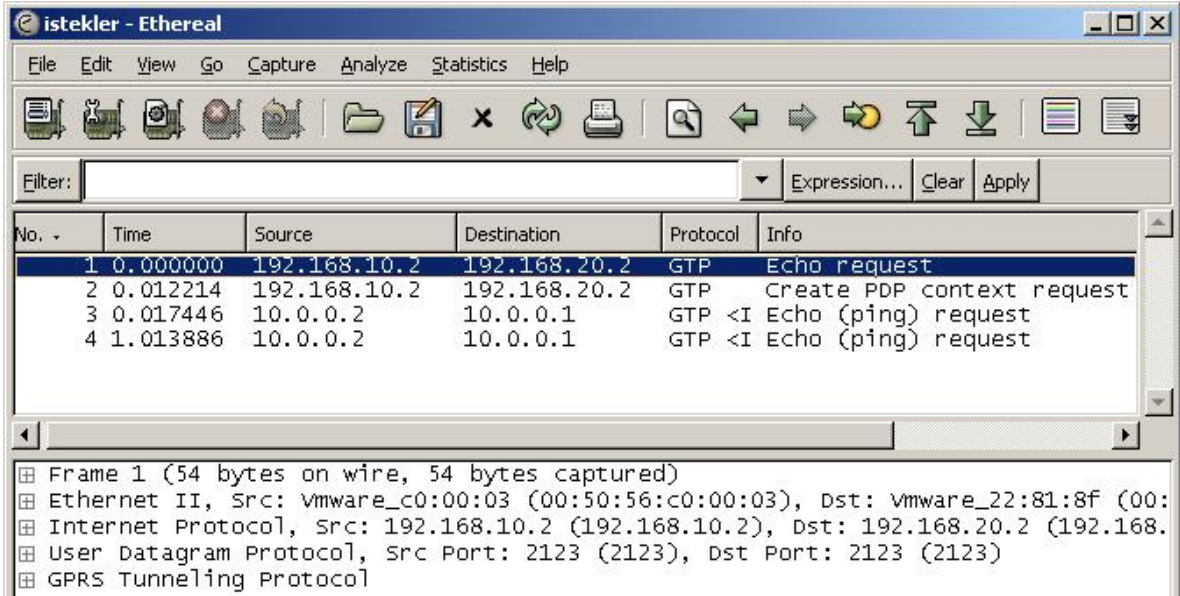 istekler - Ethereal
File Edit View Go Capture Analyze Statistics Help
Filter: Expression... Clear Apply
No. Time Source Destination Protocol Info
1 0.000000 192.168.10.2 192.168.20.2 GTP Echo request
2 0.012214 192.168.10.2 192.168.20.2 GTP Create PDP context request
3 0.017446 10.0.0.2 10.0.0.1 GTP <I Echo (ping) request
4 1.013886 10.0.0.2 10.0.0.1 GTP <I Echo (ping) request
Frame 1 (54 bytes on wire, 54 bytes captured)
Ethernet II, Src: Vmware_c0:00:03 (00:50:56:c0:00:03), Dst: Vmware_22:81:8f (00:
Internet Protocol, Src: 192.168.10.2 (192.168.10.2), Dst: 192.168.20.2 (192.168.
User Datagram Protocol, Src Port: 2123 (2123), Dst Port: 2123 (2123)
GPRS Tunneling Protocol